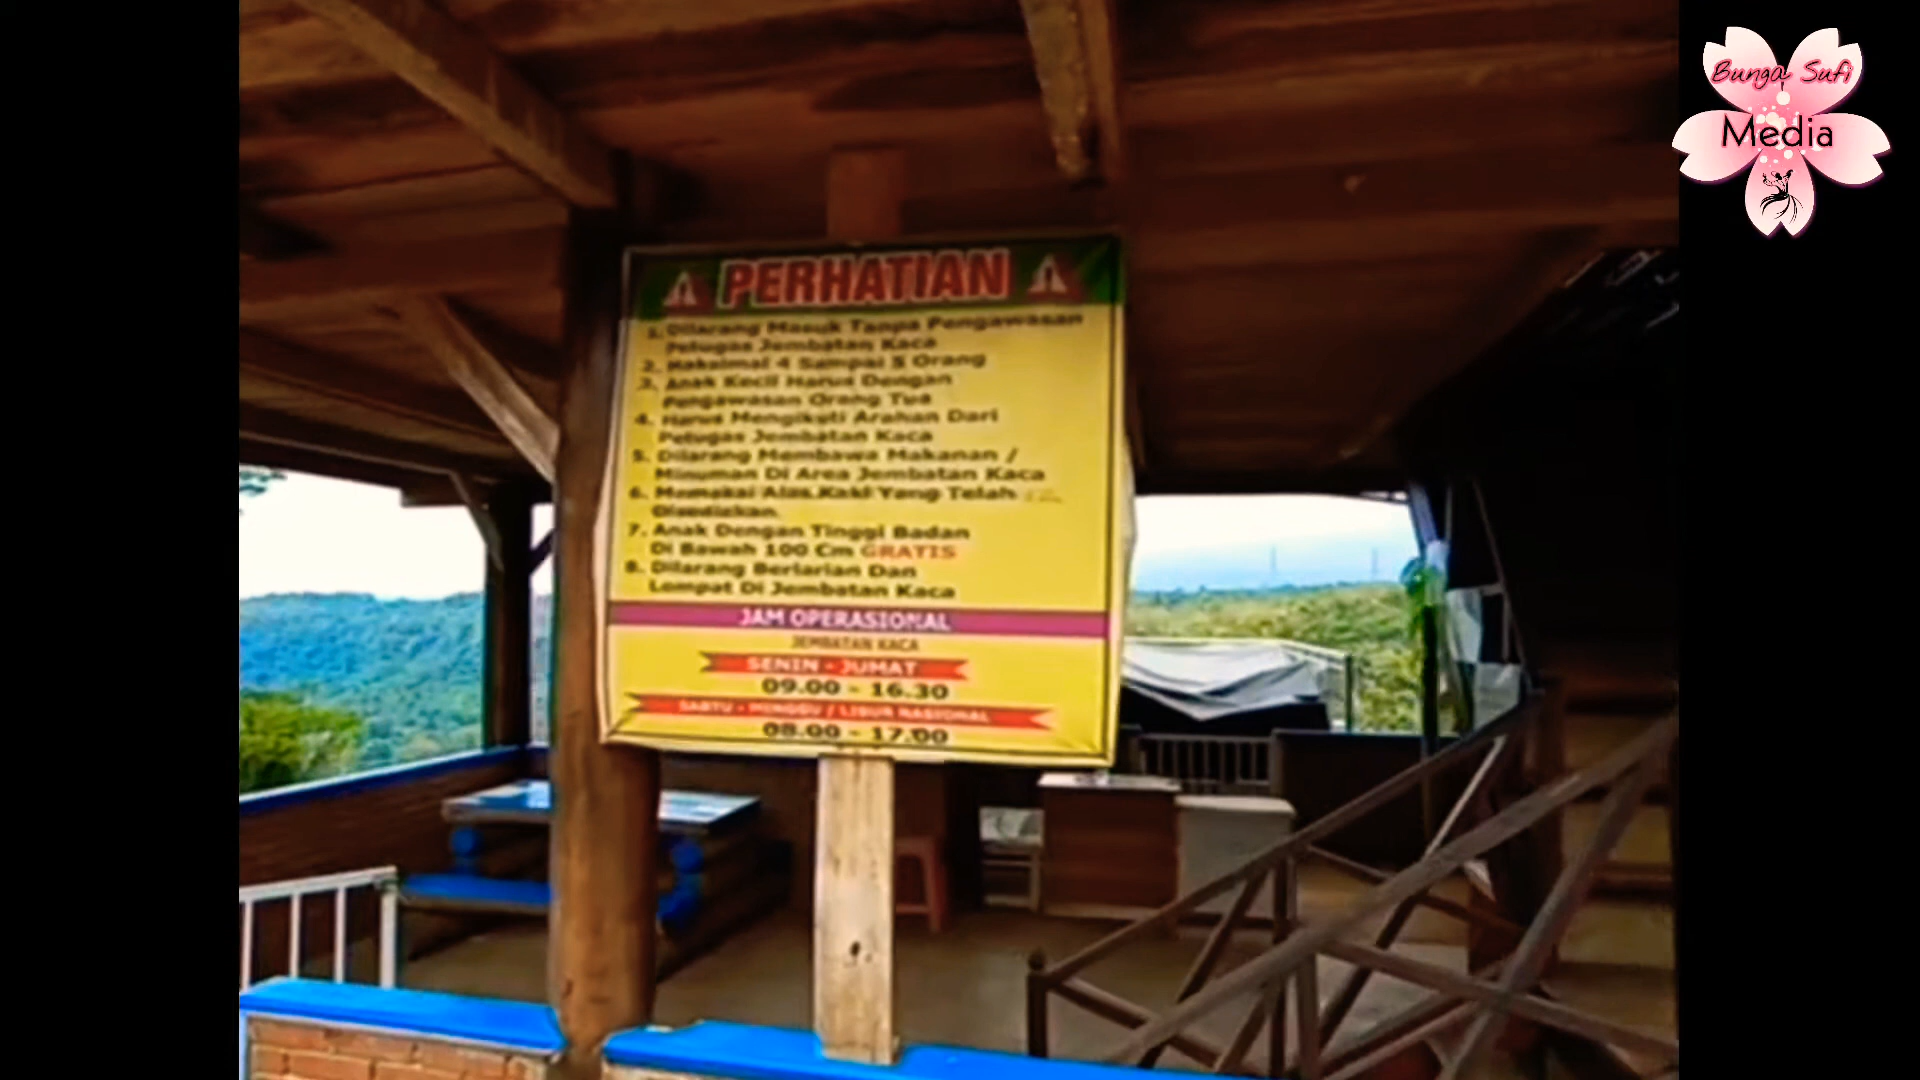 Bunga Sufi
Media
PERHATIAN
1. Dilarang Masuk Tanpa Pengawasan
Petugas Jembatan Kaca
2. Maksimal 4 Sampai 5 Orang
3. Anak Kecil Harus Dengan
Pengawasan Orang Tua
4. Harus Mengikuti Arahan Dari
Petugas Jembatan Kaca
5. Dilarang Membawa Makanan /
Minuman Di Area Jembatan Kaca
6. Memakai Alas Kaki Yang Telah
Disediakan
7. Anak Dengan Tinggi Badan
Di Bawah 100 Cm GRATIS
8. Dilarang Berlarian Dan
Lompat Di Jembatan Kaca
JAM OPERASIONAL
JEMBATAN KACA
SENIN - JUMAT
09.00 - 16.30
SABTU - MINGGU / LIBUR NASIONAL
08.00 - 17.00